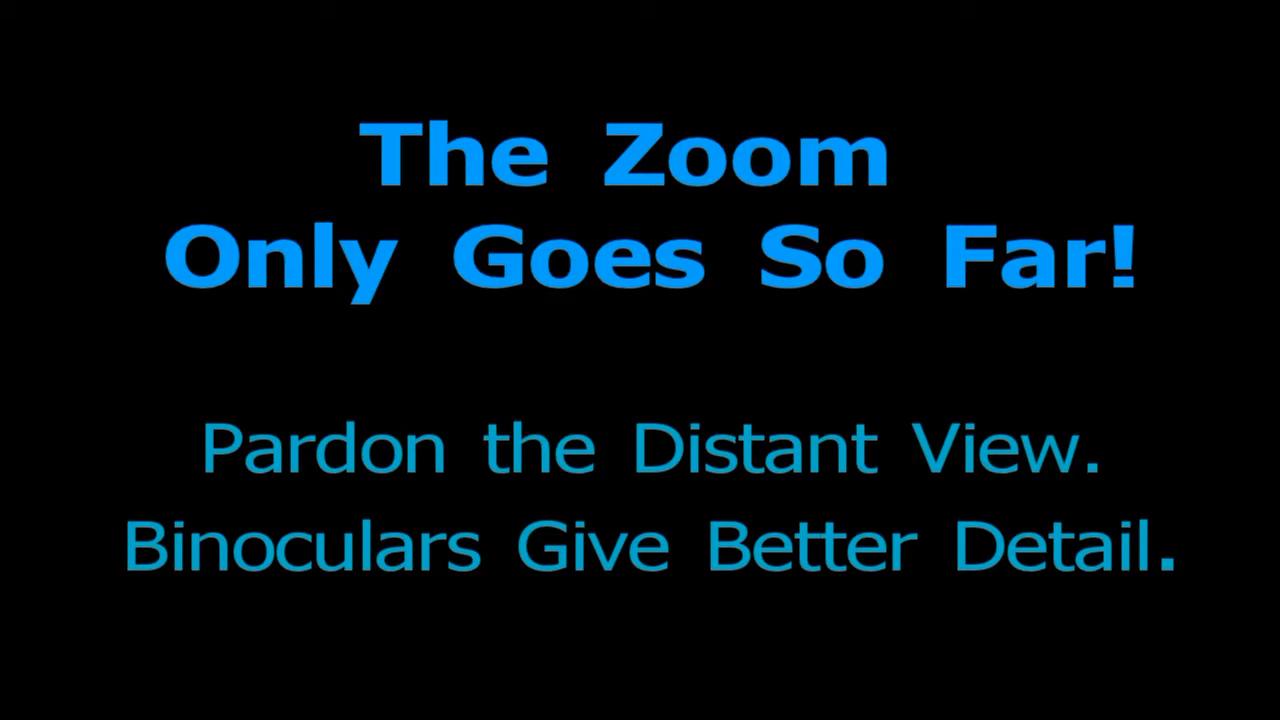 The Zoom
Only Goes So Far!
Pardon the Distant View.
Binoculars Give Better Detail.